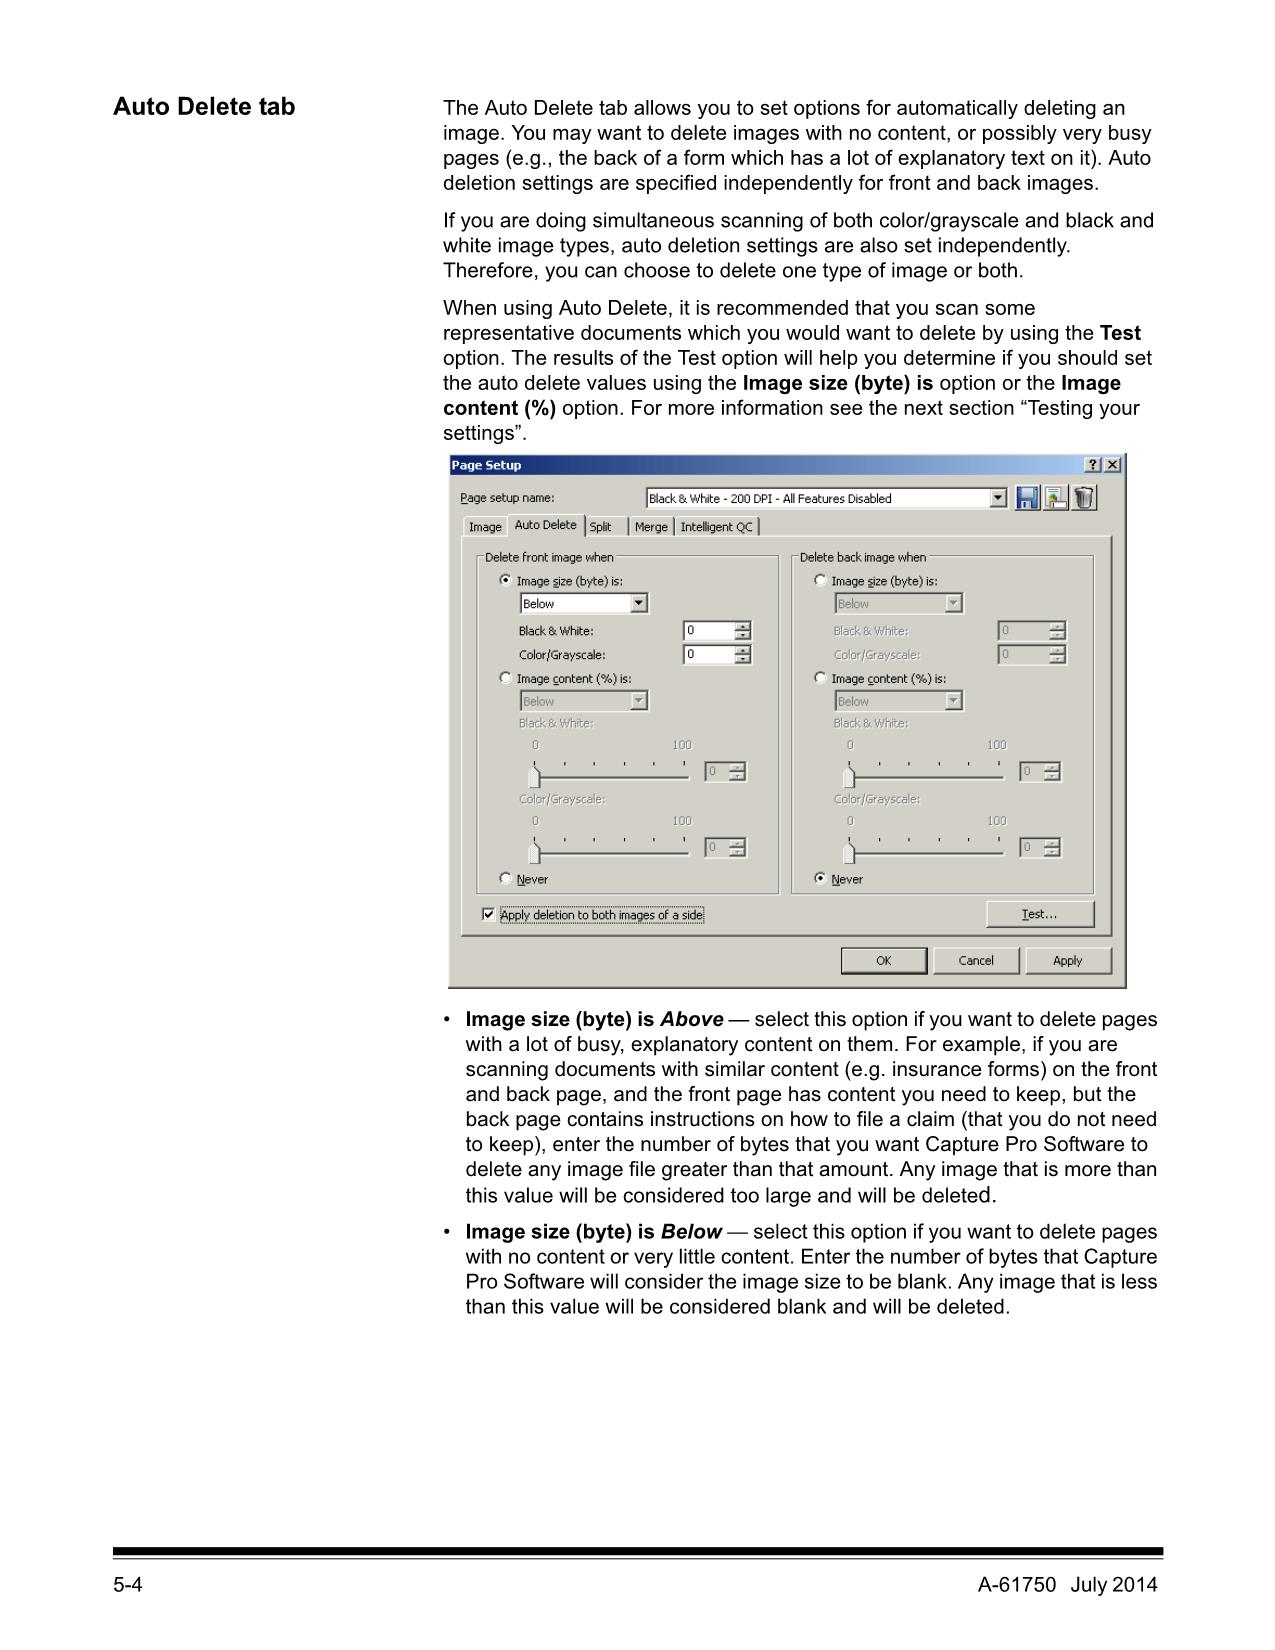 Auto Delete tab
The Auto Delete tab allows you to set options for automatically deleting an
image. You may want to delete images with no content, or possibly very busy
pages (e.g., the back of a form which has a lot of explanatory text on it). Auto
deletion settings are specified independently for front and back images.
If you are doing simultaneous scanning of both color/grayscale and black and
white image types, auto deletion settings are also set independently.
Therefore, you can choose to delete one type of image or both.
When using Auto Delete, it is recommended that you scan some
representative documents which you would want to delete by using the Test
option. The results of the Test option will help you determine if you should set
the auto delete values using the Image size (byte) is option or the Image
content (%) option. For more information see the next section “Testing your
settings”.
Page Setup
Page setup name: Black & White - 200 DPI - All Features Disabled
Image Auto Delete Split Merge Intelligent QC
Delete front image when
Image size (byte) is:
Below
Black & White: 0
Color/Grayscale: 0
Image content (%) is:
Below
Black & White:
0 100
0
Color/Grayscale:
0 100
0
Never
Delete back image when
Image size (byte) is:
Below
Black & White: 0
Color/Grayscale: 0
Image content (%) is:
Below
Black & White:
0 100
0
Color/Grayscale:
0 100
0
Never
Apply deletion to both images of a side
Test...
OK Cancel Apply
• Image size (byte) is Above — select this option if you want to delete pages
with a lot of busy, explanatory content on them. For example, if you are
scanning documents with similar content (e.g. insurance forms) on the front
and back page, and the front page has content you need to keep, but the
back page contains instructions on how to file a claim (that you do not need
to keep), enter the number of bytes that you want Capture Pro Software to
delete any image file greater than that amount. Any image that is more than
this value will be considered too large and will be deleted.
• Image size (byte) is Below — select this option if you want to delete pages
with no content or very little content. Enter the number of bytes that Capture
Pro Software will consider the image size to be blank. Any image that is less
than this value will be considered blank and will be deleted.
5-4 A-61750 July 2014